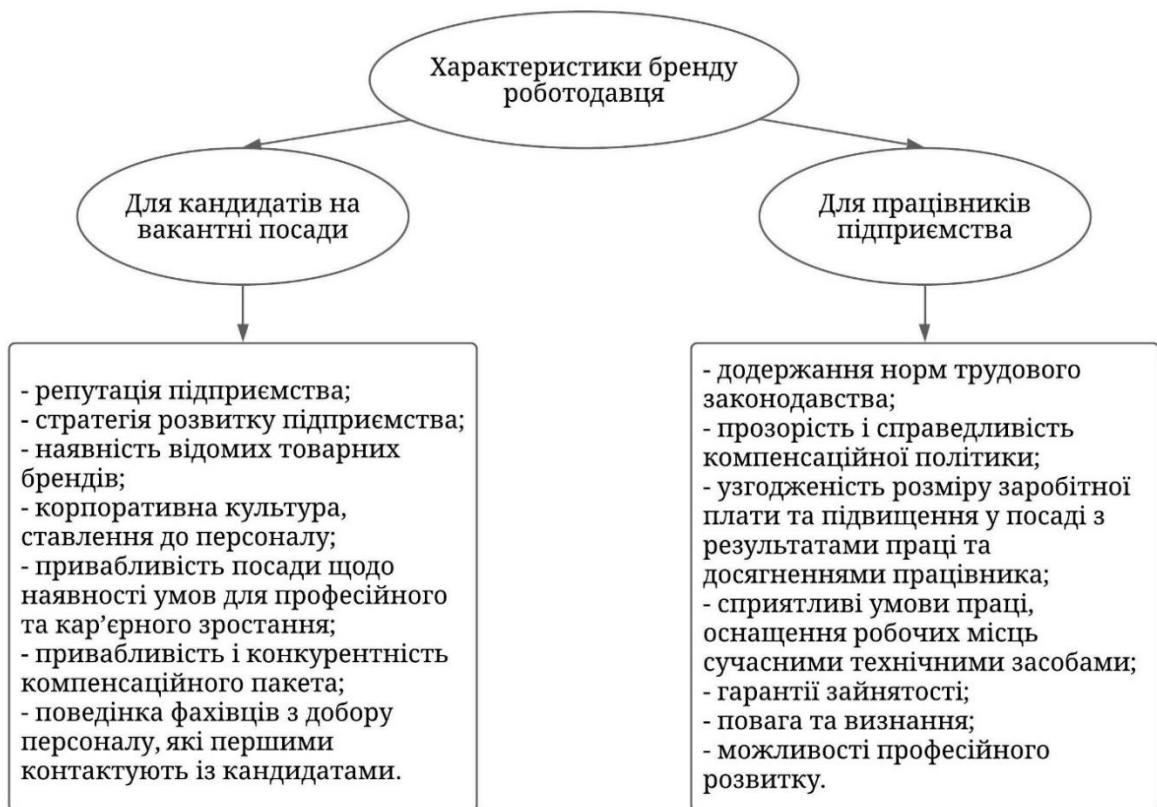 Характеристики бренду
роботодавця
Для кандидатів на
вакантні посади
Для працівників
підприємства
- репутація підприємства;
- стратегія розвитку підприємства;
- наявність відомих товарних
брендів;
- корпоративна культура,
ставлення до персоналу;
- привабливість посади щодо
наявності умов для професійного
та кар’єрного зростання;
- привабливість і конкурентність
компенсаційного пакета;
- поведінка фахівців з добору
персоналу, які першими
контактують із кандидатами.
- додержання норм трудового
законодавства;
- прозорість і справедливість
компенсаційної політики;
- узгодженість розміру заробітної
плати та підвищення у посаді з
результатами праці та
досягненнями працівника;
- сприятливі умови праці,
оснащення робочих місць
сучасними технічними засобами;
- гарантії зайнятості;
- повага та визнання;
- можливості професійного
розвитку.